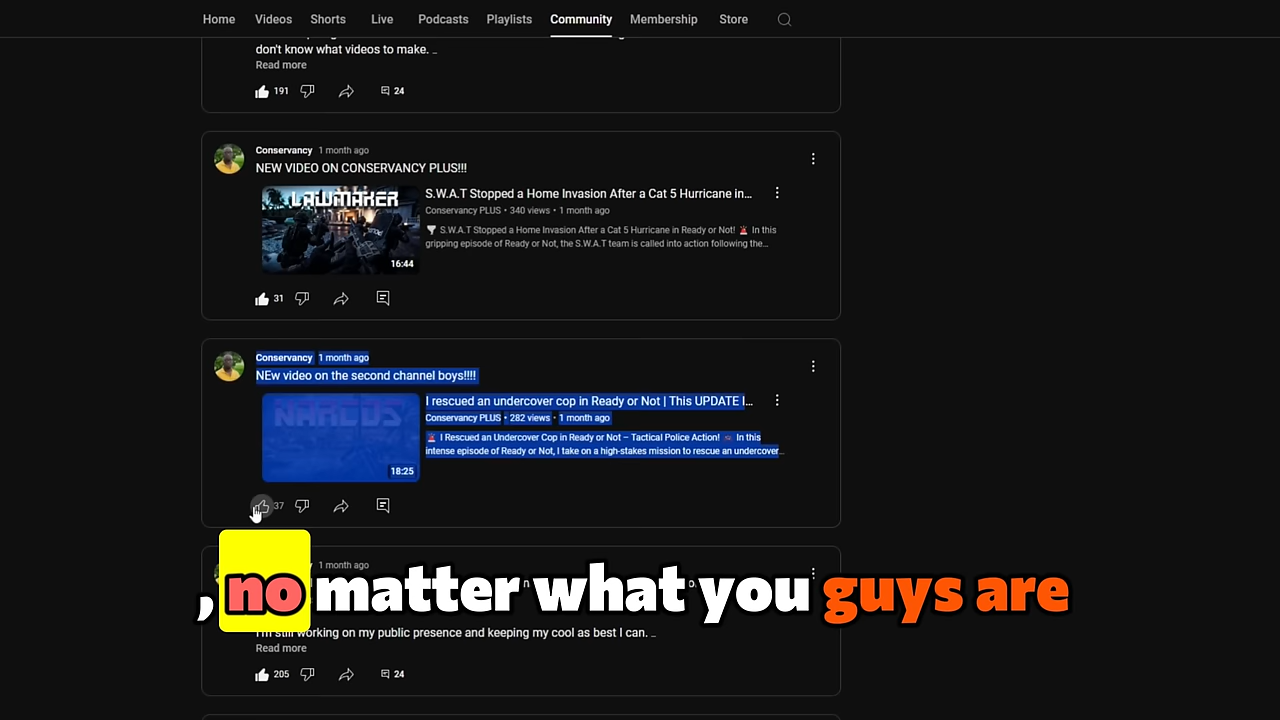 Home Videos Shorts Live Podcasts Playlists Community Membership Store
don't know what videos to make. ...
Read more
191 24
Conservancy 1 month ago
NEW VIDEO ON CONSERVANCY PLUS!!!
LAWMAKER
16:44
S.W.A.T Stopped a Home Invasion After a Cat 5 Hurricane in...
Conservancy PLUS • 340 views • 1 month ago
S.W.A.T Stopped a Home Invasion After a Cat 5 Hurricane in Ready or Not! 🚨 In this
gripping episode of Ready or Not, the S.W.A.T team is called into action following the...
31
Conservancy 1 month ago
NEw video on the second channel boys!!!!
NARCOS
18:25
I rescued an undercover cop in Ready or Not | This UPDATE I...
Conservancy PLUS • 282 views • 1 month ago
🚨 I Rescued an Undercover Cop in Ready or Not – Tactical Police Action! In this
intense episode of Ready or Not, I take on a high-stakes mission to rescue an undercover...
37
1 month ago
, no matter what you guys are
I'm still working on my public presence and keeping my cool as best I can. ...
Read more
205 24